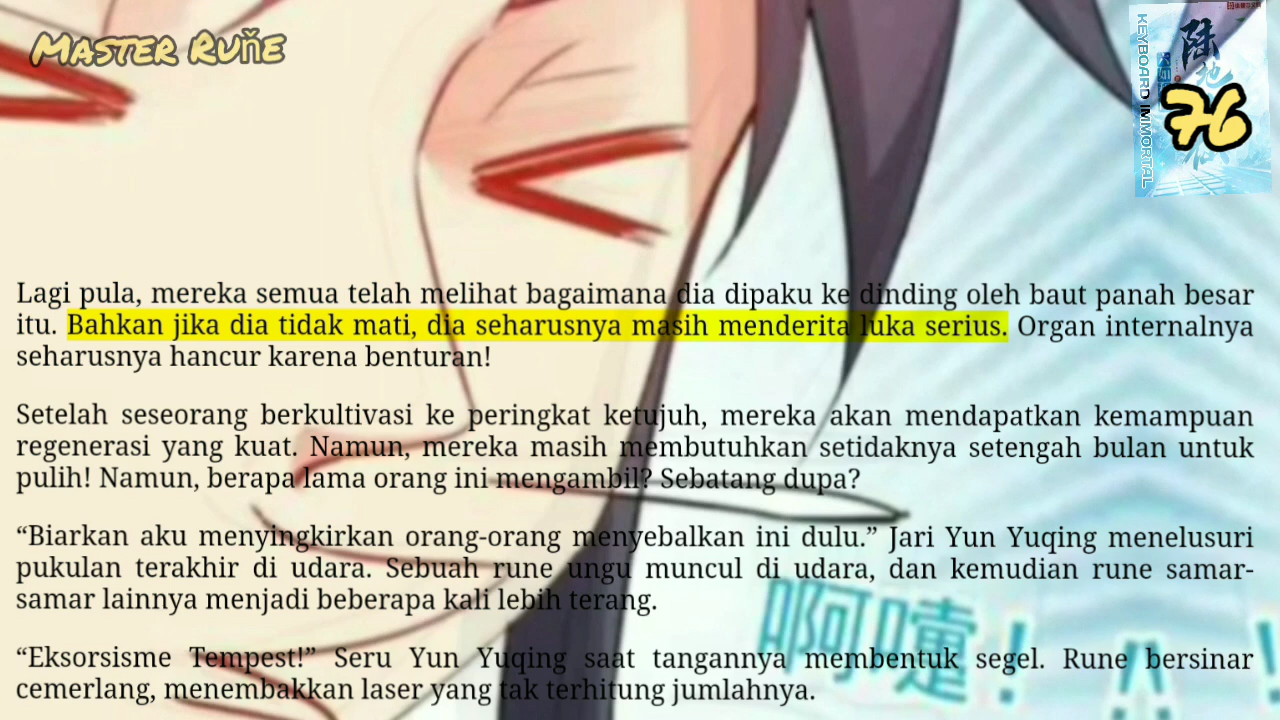 Master Ruňe
KEYBOARD IMMORTAL
76
Lagi pula, mereka semua telah melihat bagaimana dia dipaku ke dinding oleh baut panah besar
itu. Bahkan jika dia tidak mati, dia seharusnya masih menderita luka serius. Organ internalnya
seharusnya hancur karena benturan!
Setelah seseorang berkultivasi ke peringkat ketujuh, mereka akan mendapatkan kemampuan
regenerasi yang kuat. Namun, mereka masih membutuhkan setidaknya setengah bulan untuk
pulih! Namun, berapa lama orang ini mengambil? Sebatang dupa?
“Biarkan aku menyingkirkan orang-orang menyebalkan ini dulu.” Jari Yun Yuqing menelusuri
pukulan terakhir di udara. Sebuah rune ungu muncul di udara, dan kemudian rune samar-
samar lainnya menjadi beberapa kali lebih terang.
“Eksorsisme Tempest!” Seru Yun Yuqing saat tangannya membentuk segel. Rune bersinar
cemerlang, menembakkan laser yang tak terhitung jumlahnya.
啊嚏！